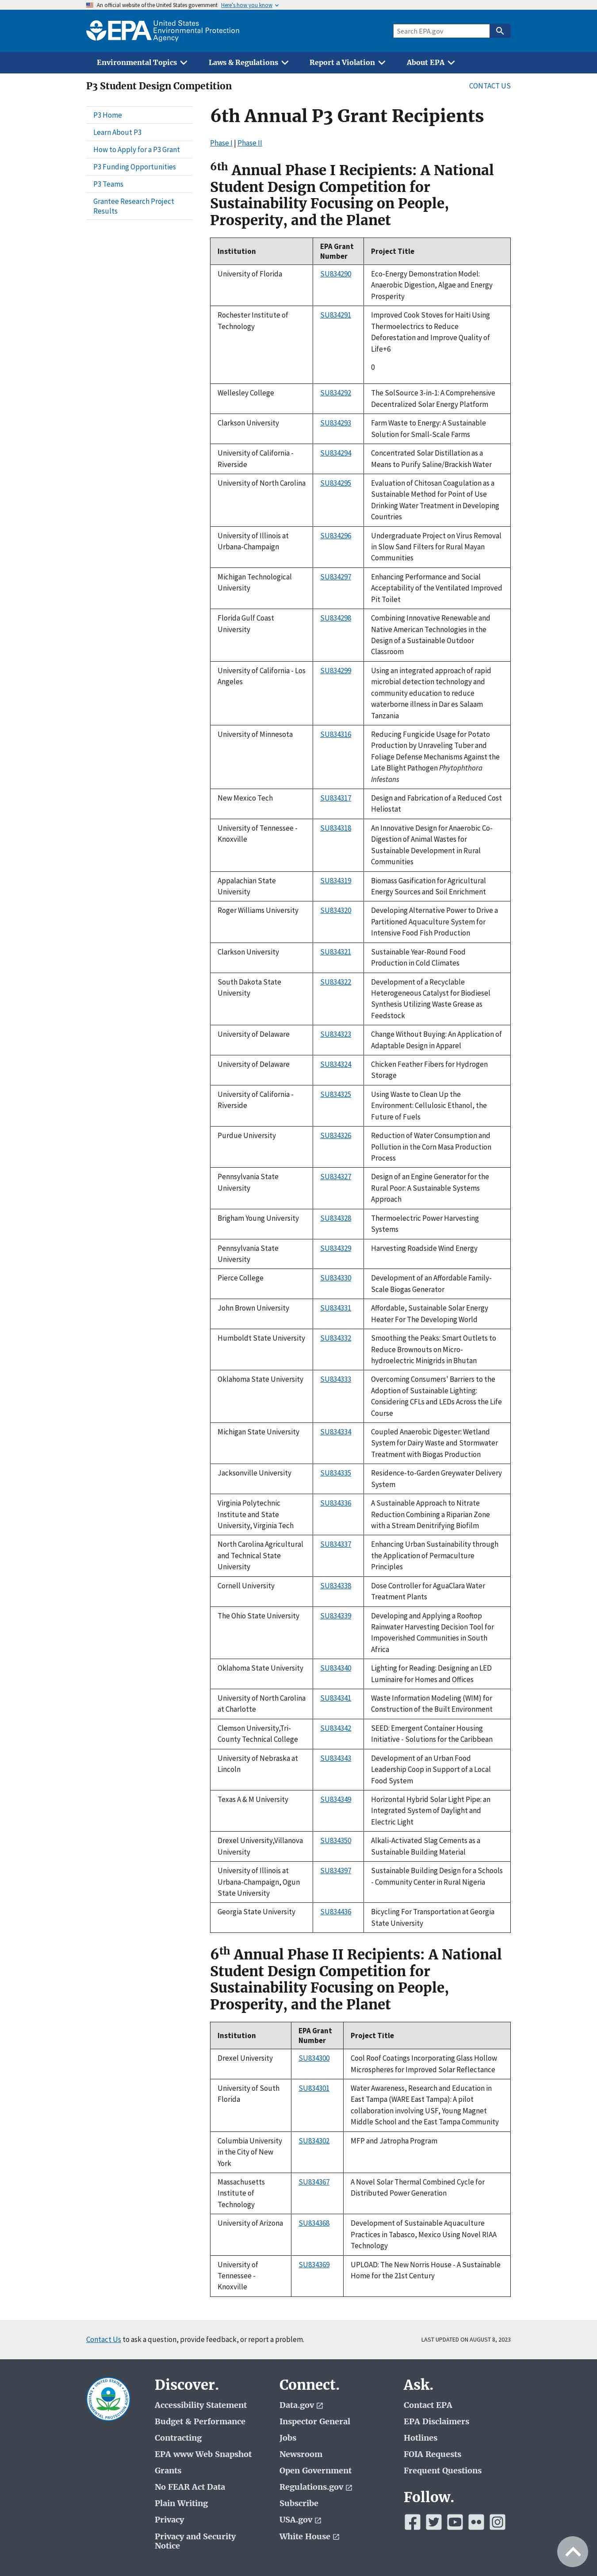 An official website of the United States government Here's how you know
EPA United States
Environmental Protection
Agency
Search EPA.gov
Environmental Topics
Laws & Regulations
Report a Violation
About EPA
P3 Student Design Competition
CONTACT US
P3 Home
Learn About P3
How to Apply for a P3 Grant
P3 Funding Opportunities
P3 Teams
Grantee Research Project
Results
6th Annual P3 Grant Recipients
Phase I | Phase II
6th Annual Phase I Recipients: A National
Student Design Competition for
Sustainability Focusing on People,
Prosperity, and the Planet
Institution
EPA Grant
Number
Project Title
University of Florida
SU834290
Eco-Energy Demonstration Model:
Anaerobic Digestion, Algae and Energy
Prosperity
Rochester Institute of
Technology
SU834291
Improved Cook Stoves for Haiti Using
Thermoelectrics to Reduce
Deforestation and Improve Quality of
Life+6
0
Wellesley College
SU834292
The SolSource 3-in-1: A Comprehensive
Decentralized Solar Energy Platform
Clarkson University
SU834293
Farm Waste to Energy: A Sustainable
Solution for Small-Scale Farms
University of California -
Riverside
SU834294
Concentrated Solar Distillation as a
Means to Purify Saline/Brackish Water
University of North Carolina
SU834295
Evaluation of Chitosan Coagulation as a
Sustainable Method for Point of Use
Drinking Water Treatment in Developing
Countries
University of Illinois at
Urbana-Champaign
SU834296
Undergraduate Project on Virus Removal
in Slow Sand Filters for Rural Mayan
Communities
Michigan Technological
University
SU834297
Enhancing Performance and Social
Acceptability of the Ventilated Improved
Pit Toilet
Florida Gulf Coast
University
SU834298
Combining Innovative Renewable and
Native American Technologies in the
Design of a Sustainable Outdoor
Classroom
University of California - Los
Angeles
SU834299
Using an integrated approach of rapid
microbial detection technology and
community education to reduce
waterborne illness in Dar es Salaam
Tanzania
University of Minnesota
SU834316
Reducing Fungicide Usage for Potato
Production by Unraveling Tuber and
Foliage Defense Mechanisms Against the
Late Blight Pathogen Phytophthora
Infestans
New Mexico Tech
SU834317
Design and Fabrication of a Reduced Cost
Heliostat
University of Tennessee -
Knoxville
SU834318
An Innovative Design for Anaerobic Co-
Digestion of Animal Wastes for
Sustainable Development in Rural
Communities
Appalachian State
University
SU834319
Biomass Gasification for Agricultural
Energy Sources and Soil Enrichment
Roger Williams University
SU834320
Developing Alternative Power to Drive a
Partitioned Aquaculture System for
Intensive Food Fish Production
Clarkson University
SU834321
Sustainable Year-Round Food
Production in Cold Climates
South Dakota State
University
SU834322
Development of a Recyclable
Heterogeneous Catalyst for Biodiesel
Synthesis Utilizing Waste Grease as
Feedstock
University of Delaware
SU834323
Change Without Buying: An Application of
Adaptable Design in Apparel
University of Delaware
SU834324
Chicken Feather Fibers for Hydrogen
Storage
University of California -
Riverside
SU834325
Using Waste to Clean Up the
Environment: Cellulosic Ethanol, the
Future of Fuels
Purdue University
SU834326
Reduction of Water Consumption and
Pollution in the Corn Masa Production
Process
Pennsylvania State
University
SU834327
Design of an Engine Generator for the
Rural Poor: A Sustainable Systems
Approach
Brigham Young University
SU834328
Thermoelectric Power Harvesting
Systems
Pennsylvania State
University
SU834329
Harvesting Roadside Wind Energy
Pierce College
SU834330
Development of an Affordable Family-
Scale Biogas Generator
John Brown University
SU834331
Affordable, Sustainable Solar Energy
Heater For The Developing World
Humboldt State University
SU834332
Smoothing the Peaks: Smart Outlets to
Reduce Brownouts on Micro-
hydroelectric Minigrids in Bhutan
Oklahoma State University
SU834333
Overcoming Consumers' Barriers to the
Adoption of Sustainable Lighting:
Considering CFLs and LEDs Across the Life
Course
Michigan State University
SU834334
Coupled Anaerobic Digester: Wetland
System for Dairy Waste and Stormwater
Treatment with Biogas Production
Jacksonville University
SU834335
Residence-to-Garden Greywater Delivery
System
Virginia Polytechnic
Institute and State
University, Virginia Tech
SU834336
A Sustainable Approach to Nitrate
Reduction Combining a Riparian Zone
with a Stream Denitrifying Biofilm
North Carolina Agricultural
and Technical State
University
SU834337
Enhancing Urban Sustainability through
the Application of Permaculture
Principles
Cornell University
SU834338
Dose Controller for AguaClara Water
Treatment Plants
The Ohio State University
SU834339
Developing and Applying a Rooftop
Rainwater Harvesting Decision Tool for
Impoverished Communities in South
Africa
Oklahoma State University
SU834340
Lighting for Reading: Designing an LED
Luminaire for Homes and Offices
University of North Carolina
at Charlotte
SU834341
Waste Information Modeling (WIM) for
Construction of the Built Environment
Clemson University,Tri-
County Technical College
SU834342
SEED: Emergent Container Housing
Initiative - Solutions for the Caribbean
University of Nebraska at
Lincoln
SU834343
Development of an Urban Food
Leadership Coop in Support of a Local
Food System
Texas A & M University
SU834349
Horizontal Hybrid Solar Light Pipe: an
Integrated System of Daylight and
Electric Light
Drexel University,Villanova
University
SU834350
Alkali-Activated Slag Cements as a
Sustainable Building Material
University of Illinois at
Urbana-Champaign, Ogun
State University
SU834397
Sustainable Building Design for a Schools
- Community Center in Rural Nigeria
Georgia State University
SU834436
Bicycling For Transportation at Georgia
State University
6th Annual Phase II Recipients: A National
Student Design Competition for
Sustainability Focusing on People,
Prosperity, and the Planet
Institution
EPA Grant
Number
Project Title
Drexel University
SU834300
Cool Roof Coatings Incorporating Glass Hollow
Microspheres for Improved Solar Reflectance
University of South
Florida
SU834301
Water Awareness, Research and Education in
East Tampa (WARE East Tampa): A pilot
collaboration involving USF, Young Magnet
Middle School and the East Tampa Community
Columbia University
in the City of New
York
SU834302
MFP and Jatropha Program
Massachusetts
Institute of
Technology
SU834367
A Novel Solar Thermal Combined Cycle for
Distributed Power Generation
University of Arizona
SU834368
Development of Sustainable Aquaculture
Practices in Tabasco, Mexico Using Novel RIAA
Technology
University of
Tennessee -
Knoxville
SU834369
UPLOAD: The New Norris House - A Sustainable
Home for the 21st Century
Contact Us to ask a question, provide feedback, or report a problem.
LAST UPDATED ON AUGUST 8, 2023
Discover.
Accessibility Statement
Budget & Performance
Contracting
EPA www Web Snapshot
Grants
No FEAR Act Data
Plain Writing
Privacy
Privacy and Security
Notice
Connect.
Data.gov
Inspector General
Jobs
Newsroom
Open Government
Regulations.gov
Subscribe
USA.gov
White House
Ask.
Contact EPA
EPA Disclaimers
Hotlines
FOIA Requests
Frequent Questions
Follow.